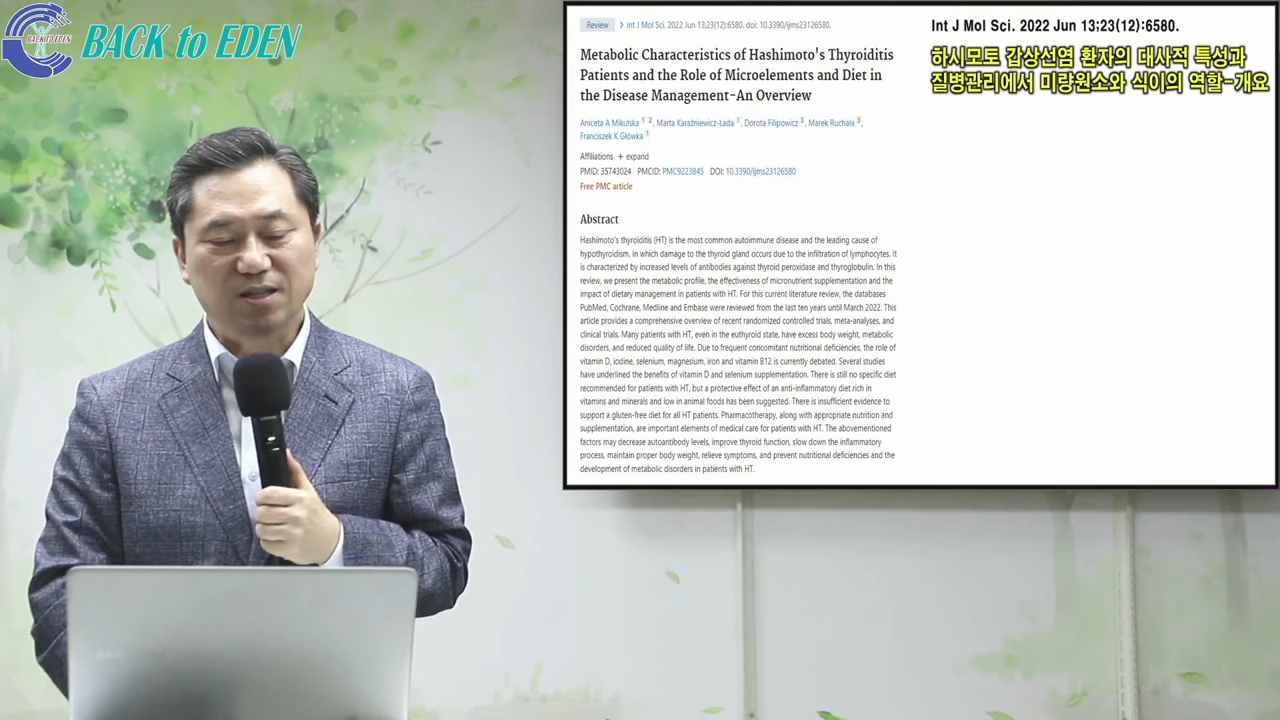 BACK TO EDEN
BACK to EDEN
Review
Int J Mol Sci. 2022 Jun 13;23(12):6580. doi: 10.3390/ijms23126580.
Metabolic Characteristics of Hashimoto's Thyroiditis
Patients and the Role of Microelements and Diet in
the Disease Management-An Overview
Aniceta A Mikulska 1 2, Marta Karaźniewicz-Łada 1, Dorota Filipowicz 3, Marek Ruchała 3,
Franciszek K Główka 1
Affiliations + expand
PMID: 35743024 PMCID: PMC9223845 DOI: 10.3390/ijms23126580
Free PMC article
Abstract
Hashimoto's thyroiditis (HT) is the most common autoimmune disease and the leading cause of
hypothyroidism, in which damage to the thyroid gland occurs due to the infiltration of lymphocytes. It
is characterized by increased levels of antibodies against thyroid peroxidase and thyroglobulin. In this
review, we present the metabolic profile, the effectiveness of micronutrient supplementation and the
impact of dietary management in patients with HT. For this current literature review, the databases
PubMed, Cochrane, Medline and Embase were reviewed from the last ten years until March 2022. This
article provides a comprehensive overview of recent randomized controlled trials, meta-analyses, and
clinical trials. Many patients with HT, even in the euthyroid state, have excess body weight, metabolic
disorders, and reduced quality of life. Due to frequent concomitant nutritional deficiencies, the role of
vitamin D, iodine, selenium, magnesium, iron and vitamin B12 is currently debated. Several studies
have underlined the benefits of vitamin D and selenium supplementation. There is still no specific diet
recommended for patients with HT, but a protective effect of an anti-inflammatory diet rich in
vitamins and minerals and low in animal foods has been suggested. There is insufficient evidence to
support a gluten-free diet for all HT patients. Pharmacotherapy, along with appropriate nutrition and
supplementation, are important elements of medical care for patients with HT. The abovementioned
factors may decrease autoantibody levels, improve thyroid function, slow down the inflammatory
process, maintain proper body weight, relieve symptoms, and prevent nutritional deficiencies and the
development of metabolic disorders in patients with HT.
Int J Mol Sci. 2022 Jun 13;23(12):6580.
하시모토 갑상선염 환자의 대사적 특성과
질병관리에서 미량원소와 식이의 역할-개요